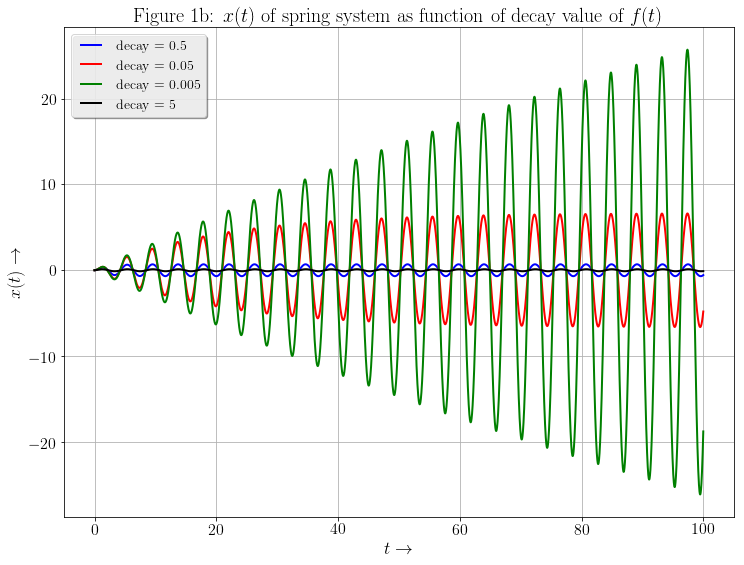 Figure 1b: x(t) of spring system as function of decay value of f(t)
decay = 0.5
decay = 0.05
decay = 0.005
decay = 5
20
10
0
−10
−20
x(t) →
0 20 40 60 80 100
t →